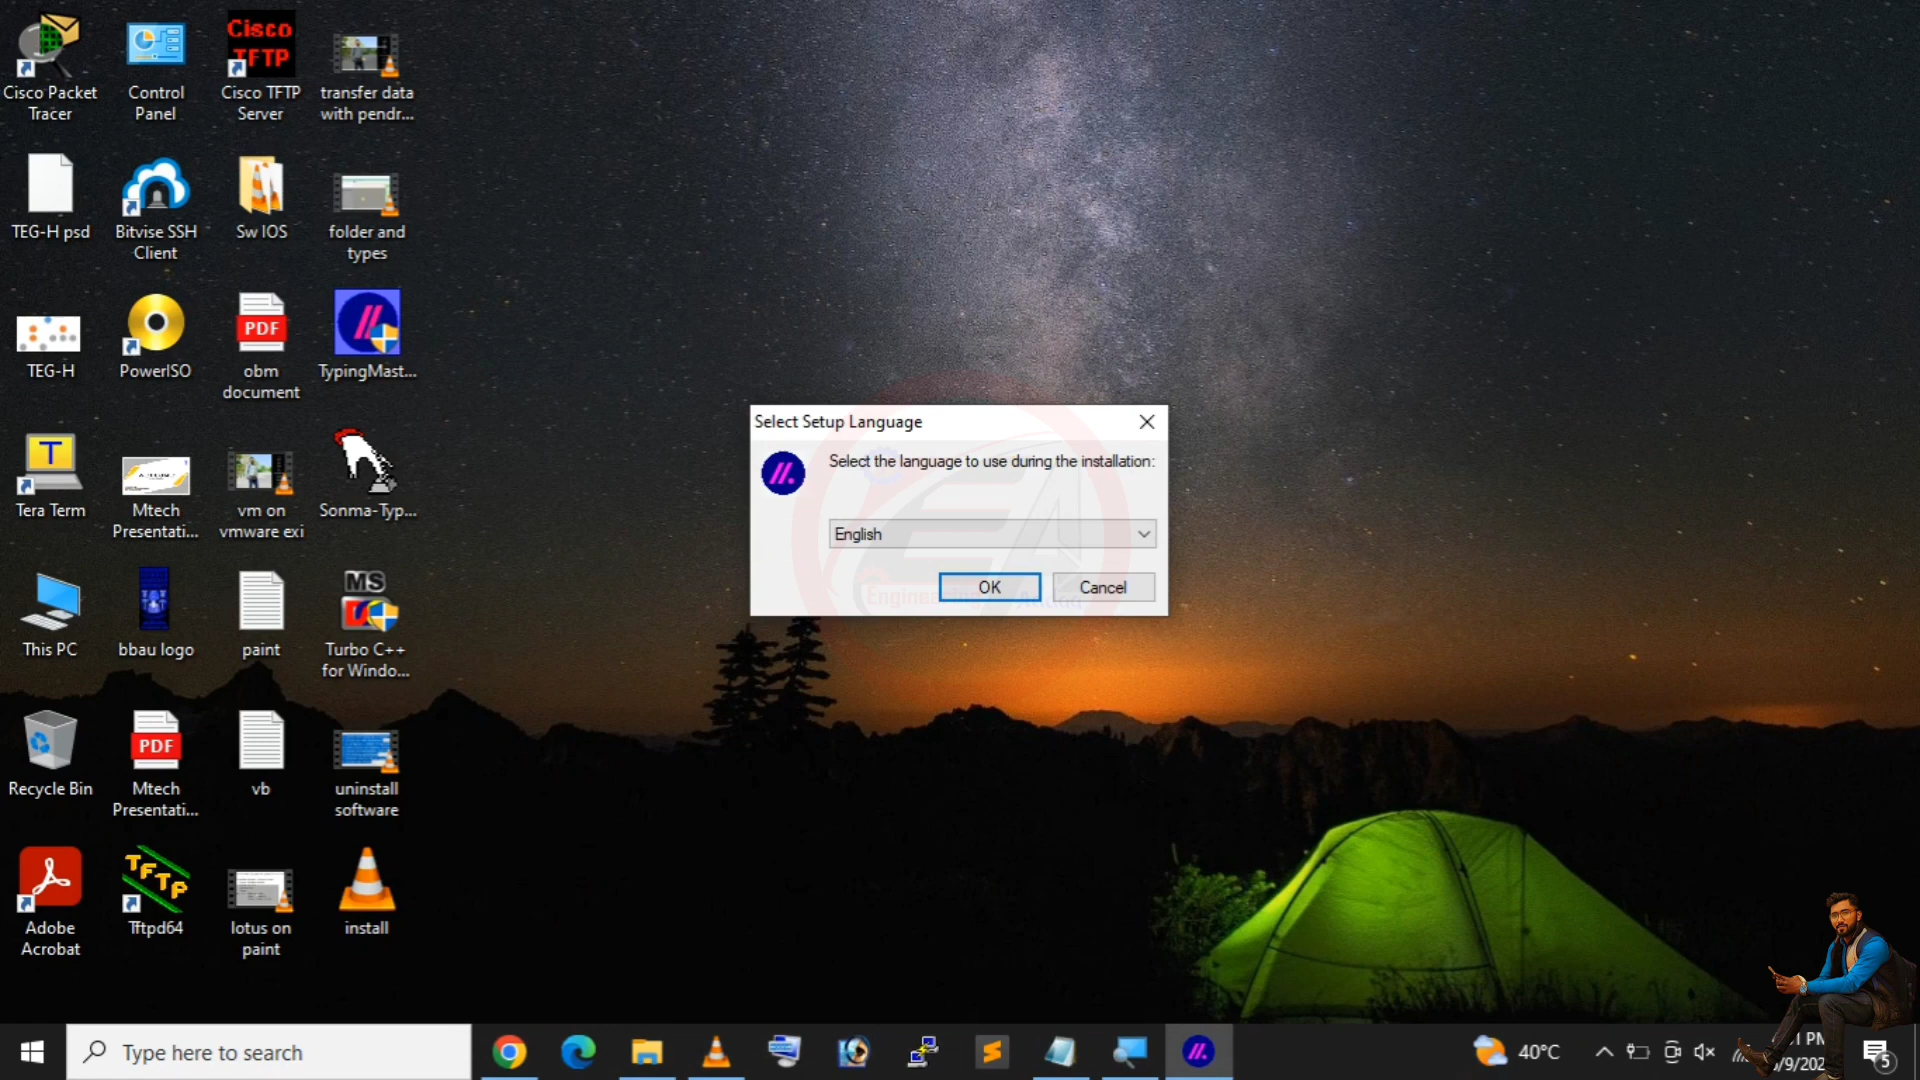 Cisco Packet
Tracer
Control
Panel
Cisco
TFTP
Cisco TFTP
Server
transfer data
with pendr...
TEG-H psd
Bitvise SSH
Client
Sw IOS
folder and
types
TEG-H
PowerISO
PDF
obm
document
TypingMast...
T
Tera Term
Mtech
Presentati...
vm on
vmware exi
Sonma-Typ...
This PC
bbau logo
paint
MS
Turbo C++
for Windo...
Recycle Bin
PDF
Mtech
Presentati...
vb
uninstall
software
Adobe
Acrobat
TFTP
Tftpd64
lotus on
paint
install
Select Setup Language
Select the language to use during the installation:
English
OK
Cancel
Type here to search
40°C
5